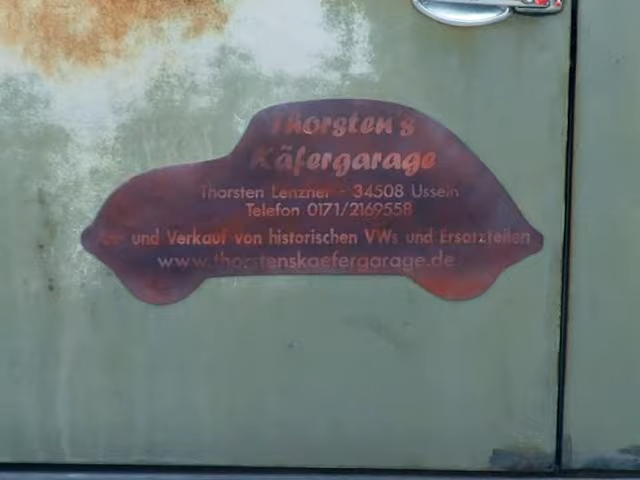 Thorsten's
Käfergarage
Thorsten Lenzner - 34508 Usseln
Telefon 0171/2169558
An- und Verkauf von historischen VWs und Ersatzteilen
www.thorstenskaefergarage.de